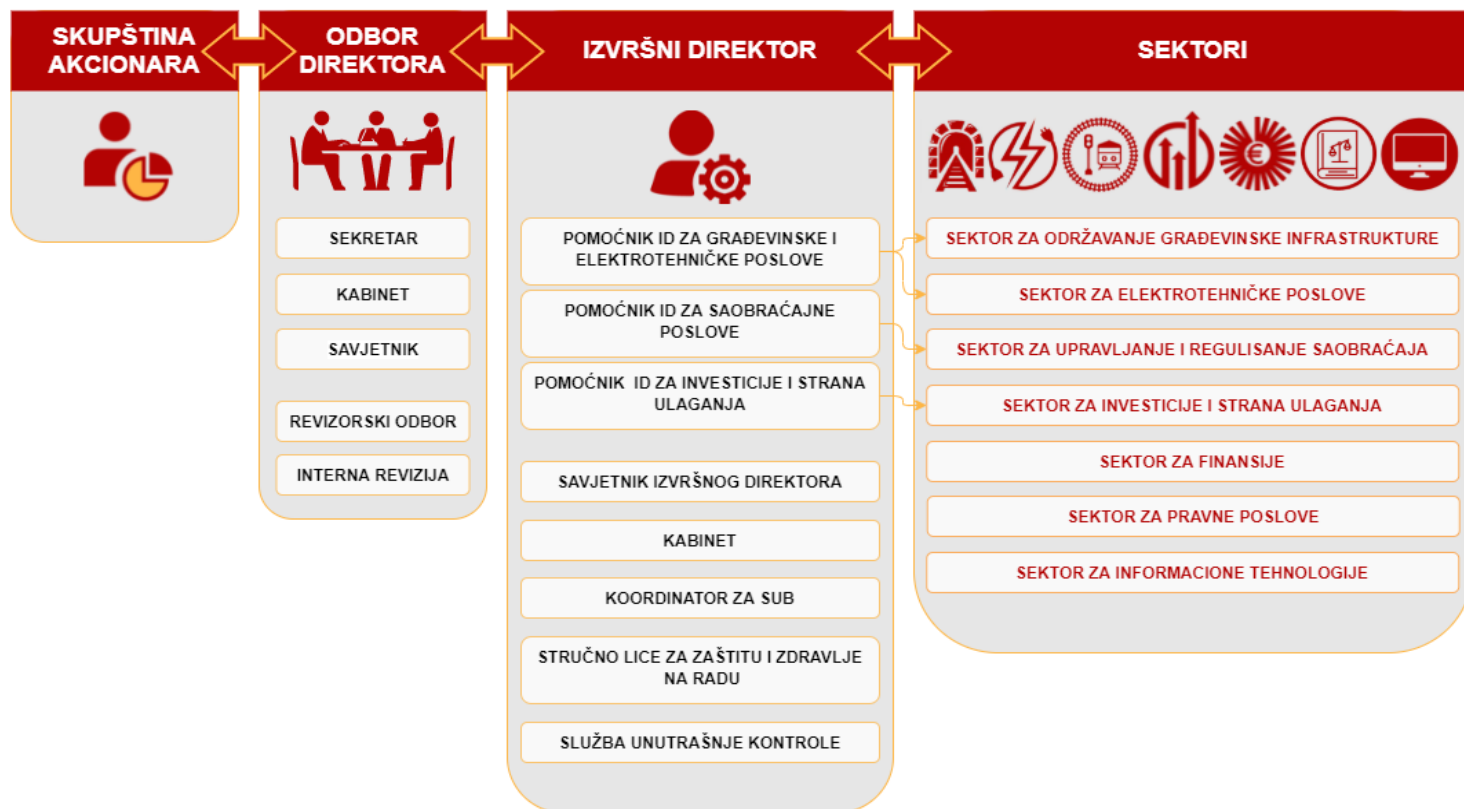 SKUPŠTINA
AKCIONARA
ODBOR
DIREKTORA
SEKRETAR
KABINET
SAVJETNIK
REVIZORSKI ODBOR
INTERNA REVIZIJA
IZVRŠNI DIREKTOR
POMOĆNIK ID ZA GRAĐEVINSKE I
ELEKTROTEHNIČKE POSLOVE
POMOĆNIK ID ZA SAOBRAĆAJNE
POSLOVE
POMOĆNIK ID ZA INVESTICIJE I STRANA
ULAGANJA
SAVJETNIK IZVRŠNOG DIREKTORA
KABINET
KOORDINATOR ZA SUB
STRUČNO LICE ZA ZAŠTITU I ZDRAVLJE
NA RADU
SLUŽBA UNUTRAŠNJE KONTROLE
SEKTORI
€
SEKTOR ZA ODRŽAVANJE GRAĐEVINSKE INFRASTRUKTURE
SEKTOR ZA ELEKTROTEHNIČKE POSLOVE
SEKTOR ZA UPRAVLJANJE I REGULISANJE SAOBRAĆAJA
SEKTOR ZA INVESTICIJE I STRANA ULAGANJA
SEKTOR ZA FINANSIJE
SEKTOR ZA PRAVNE POSLOVE
SEKTOR ZA INFORMACIONE TEHNOLOGIJE